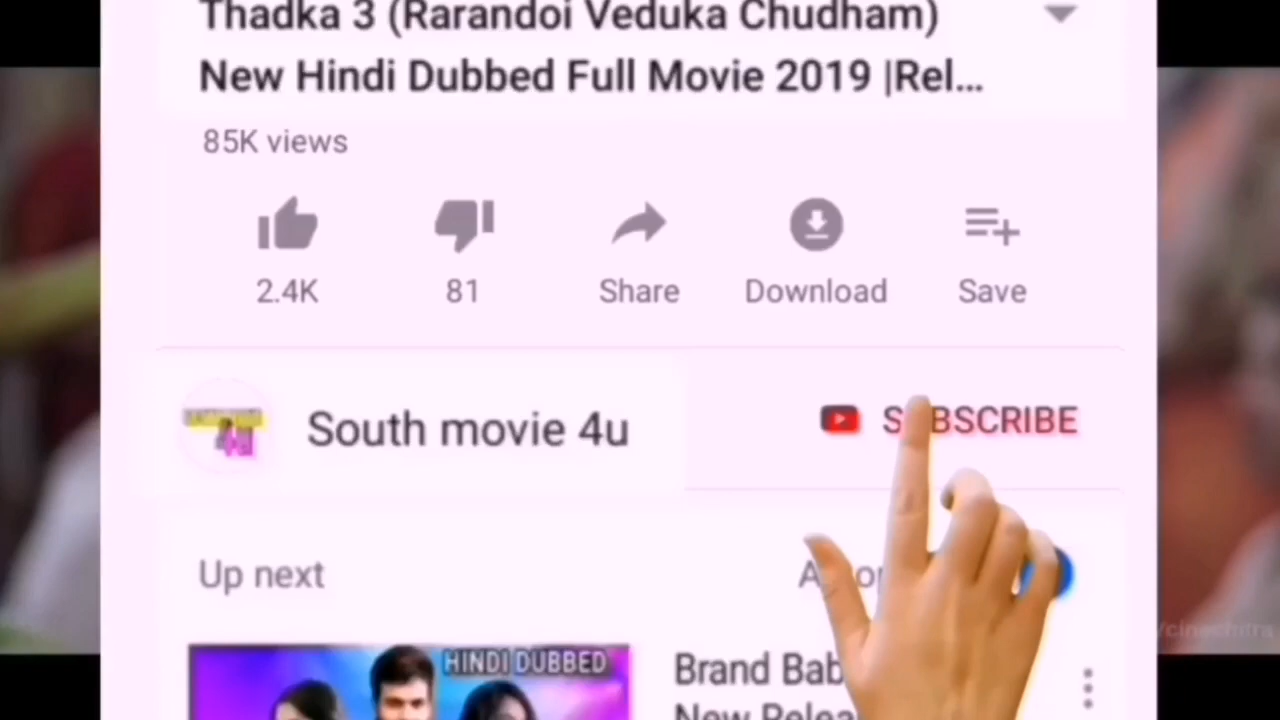 Thadka 3 (Rarandoi Veduka Chudham)
New Hindi Dubbed Full Movie 2019 |Rel...
85K views
2.4K
81
Share
Download
Save
South movie 4u
SUBSCRIBE
Up next
HINDI DUBBED
Brand
New